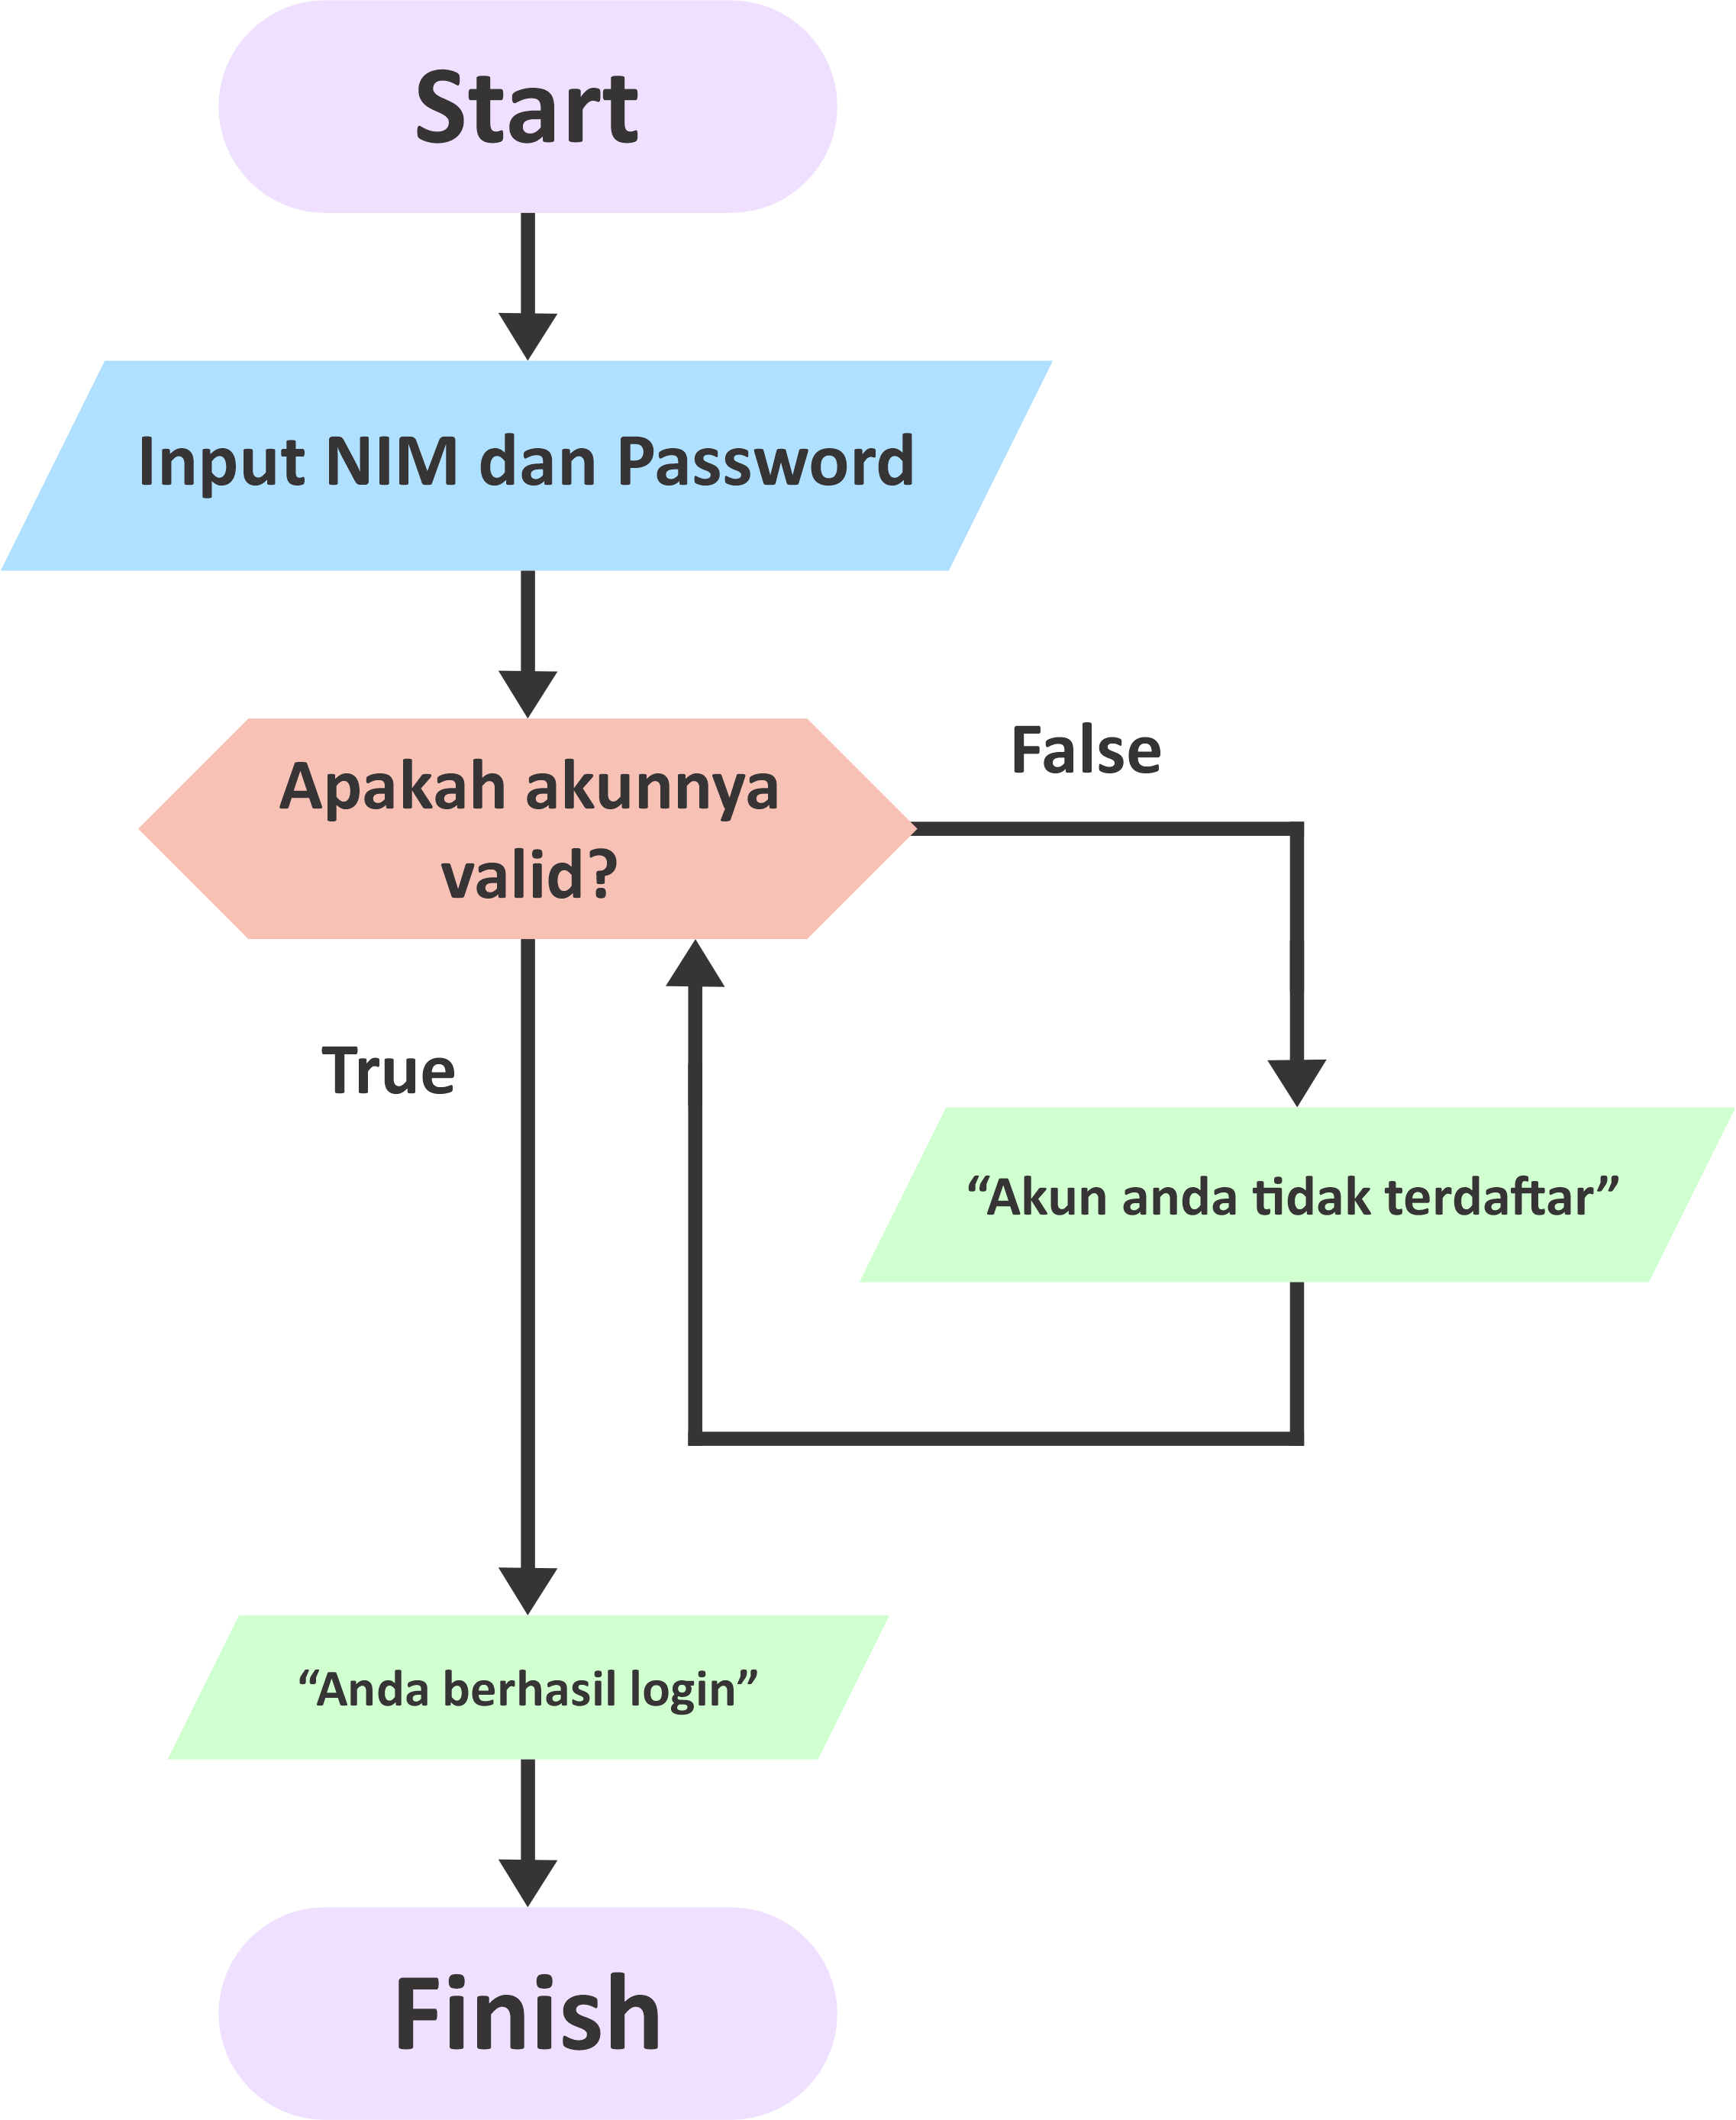 Start
Input NIM dan Password
Apakah akunnya
valid?
False
True
“Akun anda tidak terdaftar”
“Anda berhasil login”
Finish